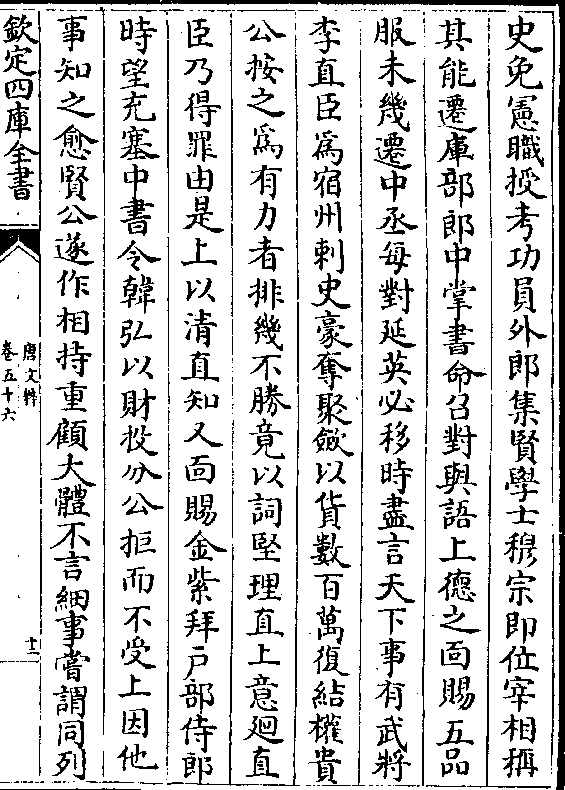 史免憲職授考功員外郎集賢學士穆宗即位宰相稱
其能遷庫部郎中掌書命召對與語上德之面賜五品
服未幾遷中丞每對延英必移時盡言天下事有武將
李直臣為宿州刺史豪奪聚斂以貨數百萬復結權貴
公按之為有力者排幾不勝竟以詞堅理直上意迴直
臣乃得罪由是上以清直知又面賜金紫拜戶部侍郎
時望充塞中書令韓弘以財投分公拒而不受上因他
事知之愈賢公遂作相持重顧大體不言細事嘗謂同列
欽定四庫全書
唐文粹
卷五十六
十二